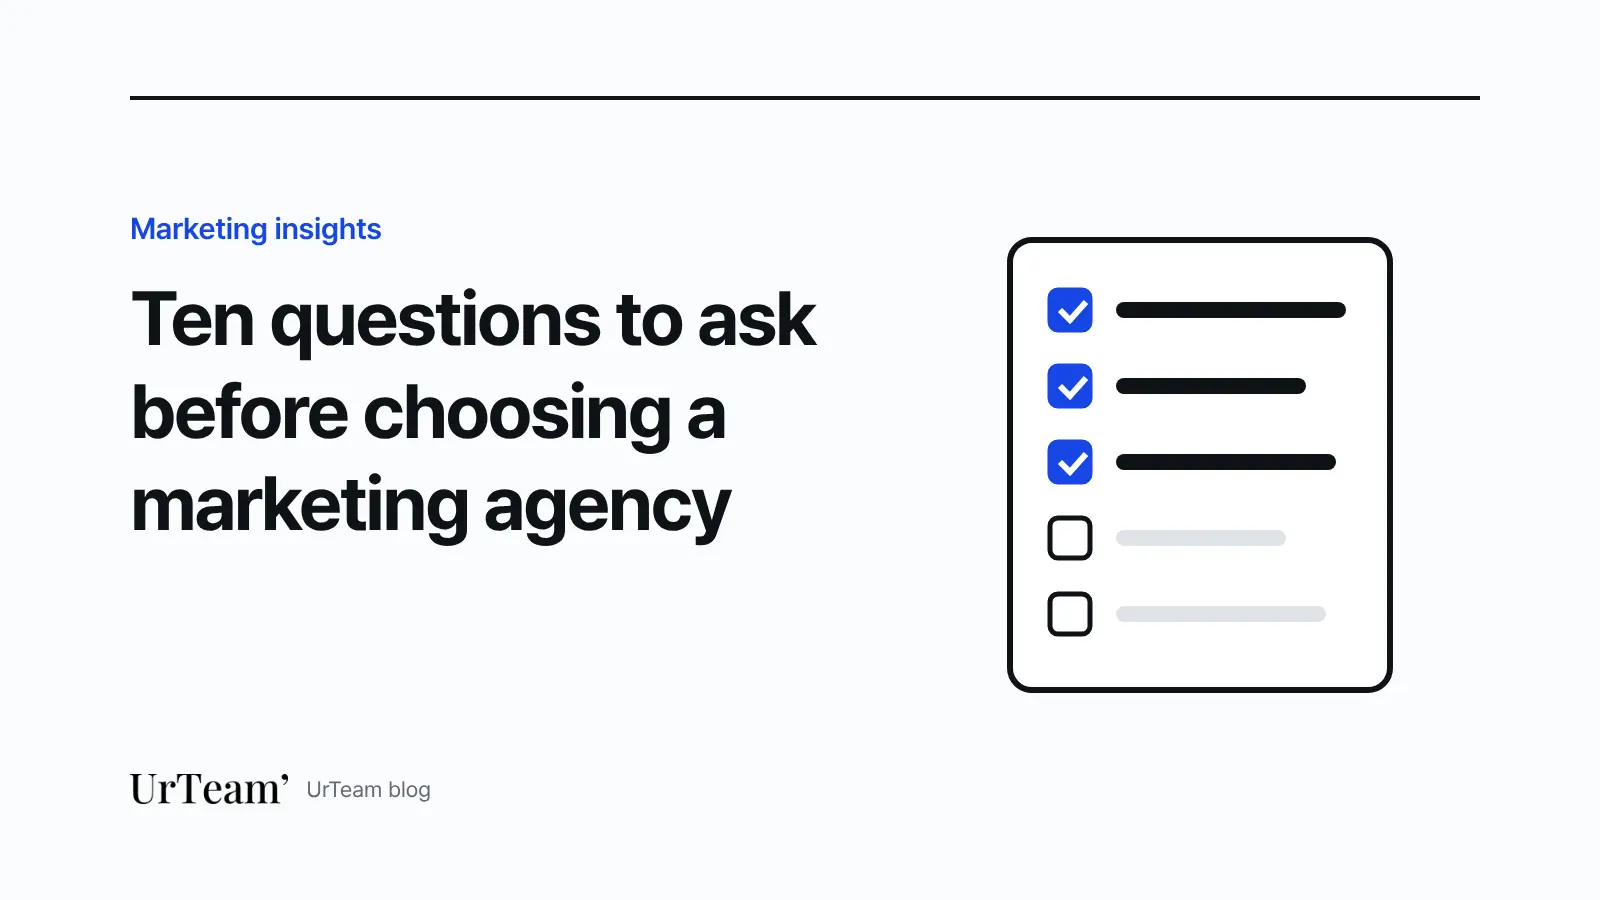 Marketing insights
Ten questions to ask
before choosing a
marketing agency
UrTeam’ UrTeam blog